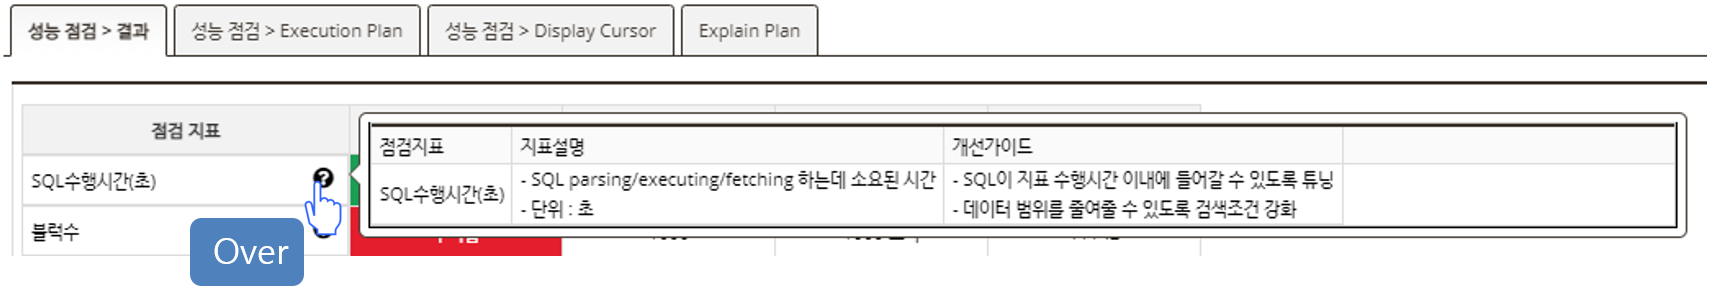 성능 점검 > 결과
성능 점검 > Execution Plan
성능 점검 > Display Cursor
Explain Plan
점검 지표
점검지표
지표설명
개선가이드
SQL수행시간(초)
SQL수행시간(초)
- SQL parsing/executing/fetching 하는데 소요된 시간
- 단위 : 초
- SQL이 지표 수행시간 이내에 들어갈 수 있도록 튜닝
- 데이터 범위를 줄여줄 수 있도록 검색조건 강화
블럭수
Over